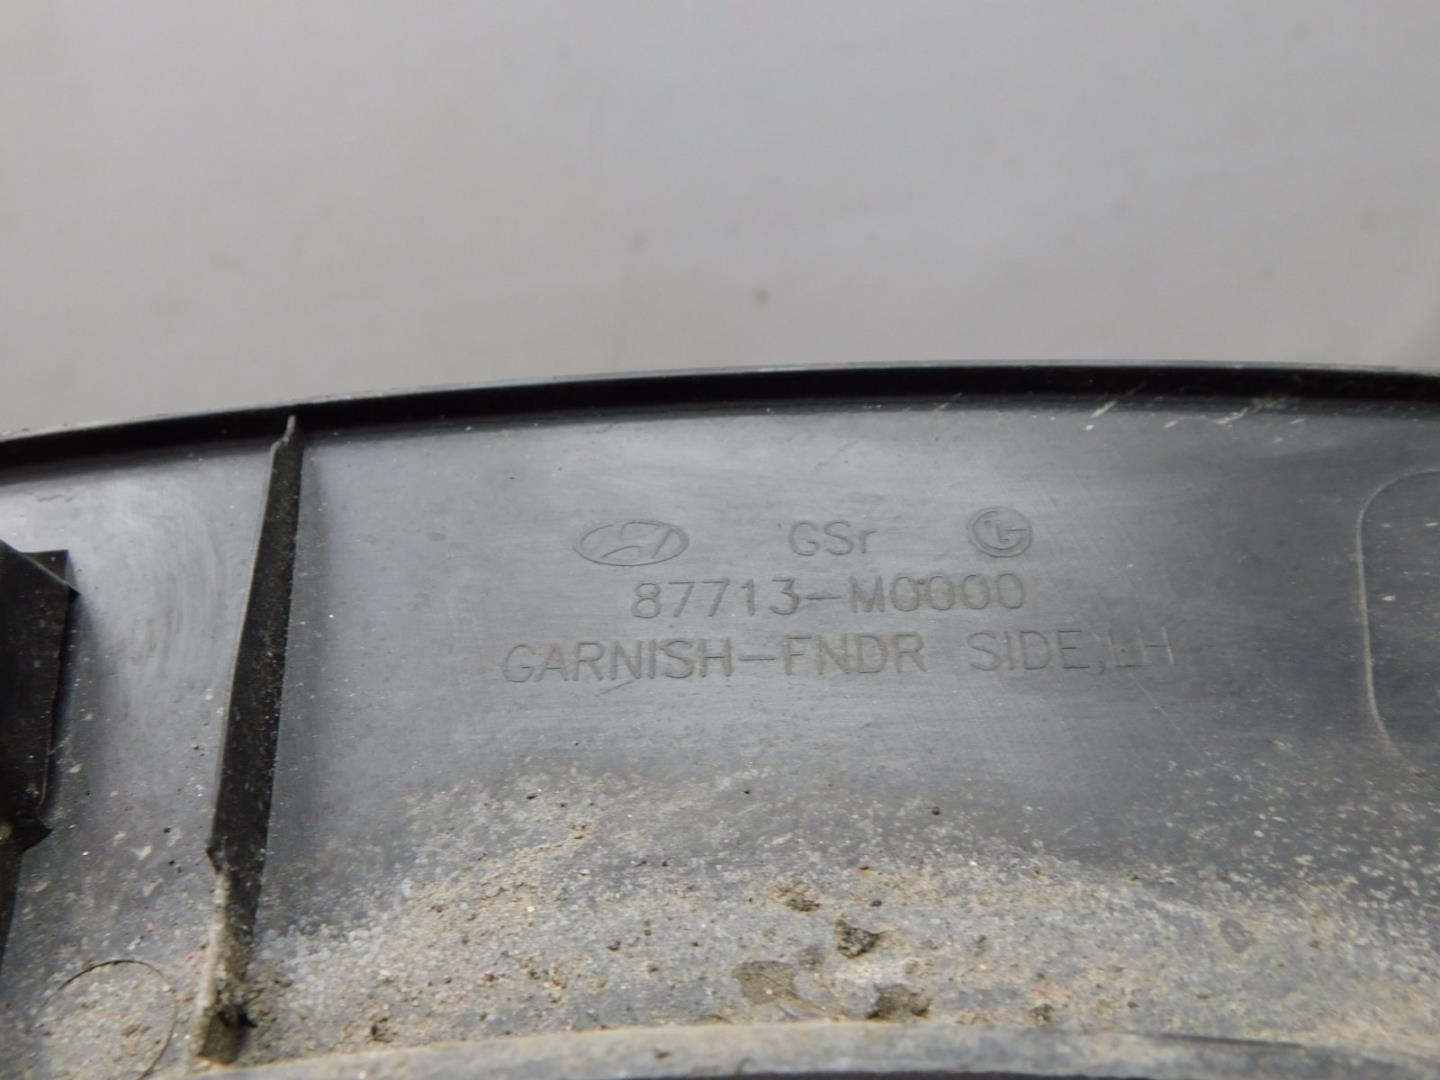 GSr
87713-M0000
GARNISH-FNDR SIDE,LH